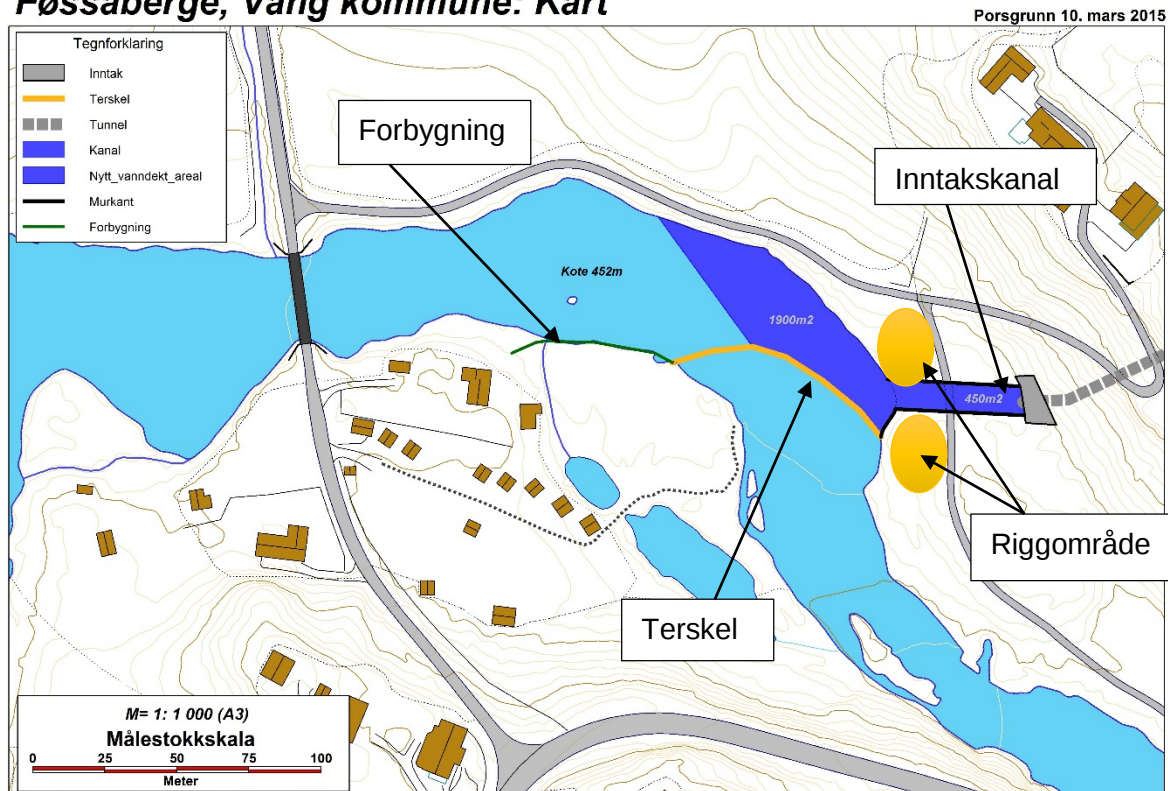 Føssaberge, Vang kommune: Kart
Porsgrunn 10. mars 2015
Tegnforklaring
Inntak
Terskel
Tunnel
Kanal
Nytt_vanndekt_areal
Murkant
Forbygning
Forbygning
Inntakskanal
Kote 452m
1900m2
450m2
Riggområde
Terskel
M= 1: 1 000 (A3)
Målestokkskala
0 25 50 75 100
Meter